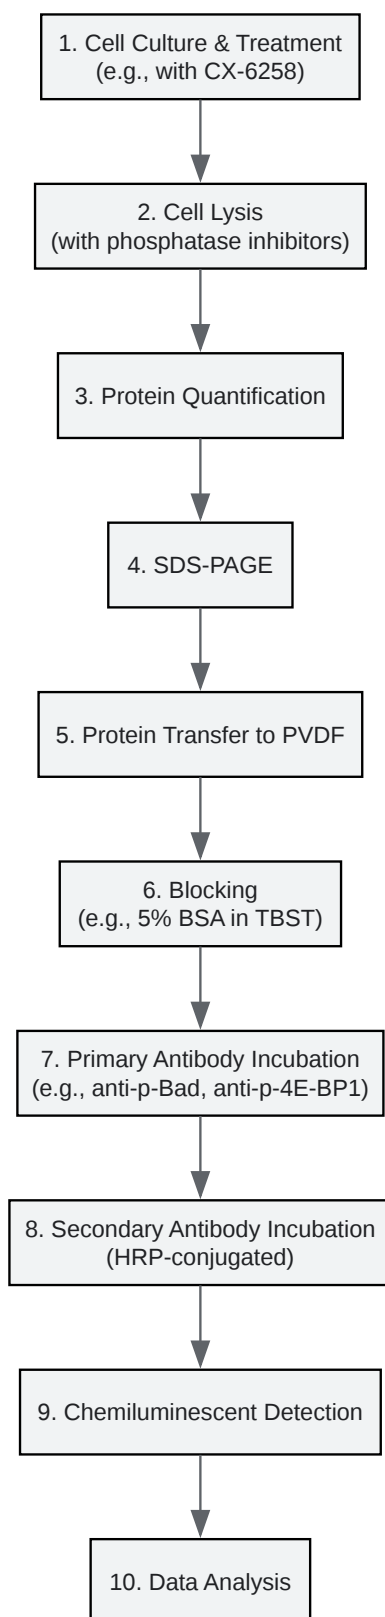 1. Cell Culture & Treatment
(e.g., with CX-6258)
2. Cell Lysis
(with phosphatase inhibitors)
3. Protein Quantification
4. SDS-PAGE
5. Protein Transfer to PVDF
6. Blocking
(e.g., 5% BSA in TBST)
7. Primary Antibody Incubation
(e.g., anti-p-Bad, anti-p-4E-BP1)
8. Secondary Antibody Incubation
(HRP-conjugated)
9. Chemiluminescent Detection
10. Data Analysis